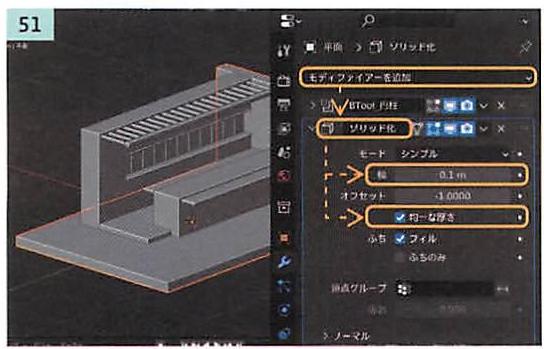 51
平面 > ソリッド化
モディファイアーを追加
BTool 円柱
ソリッド化
モード シンプル
幅 0.1 m
オフセット -1.0000
均一な厚さ
ふち フィル
ふちのみ
頂点グループ
0.000
ノーマル